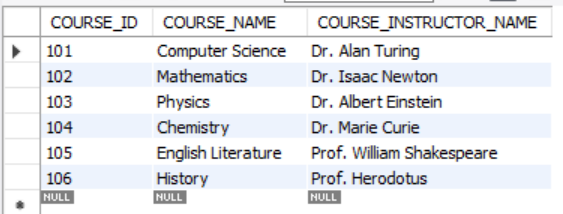 COURSE_ID COURSE_NAME COURSE_INSTRUCTOR_NAME
101 Computer Science Dr. Alan Turing
102 Mathematics Dr. Isaac Newton
103 Physics Dr. Albert Einstein
104 Chemistry Dr. Marie Curie
105 English Literature Prof. William Shakespeare
106 History Prof. Herodotus
NULL NULL NULL